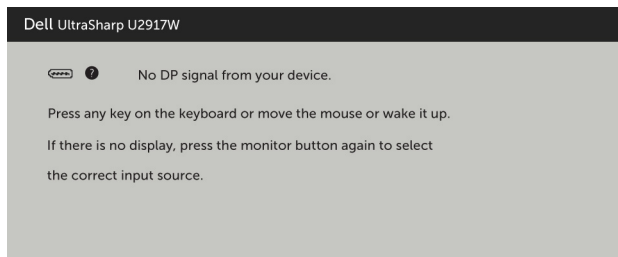 Dell UltraSharp U2917W
? No DP signal from your device.
Press any key on the keyboard or move the mouse or wake it up.
If there is no display, press the monitor button again to select
the correct input source.